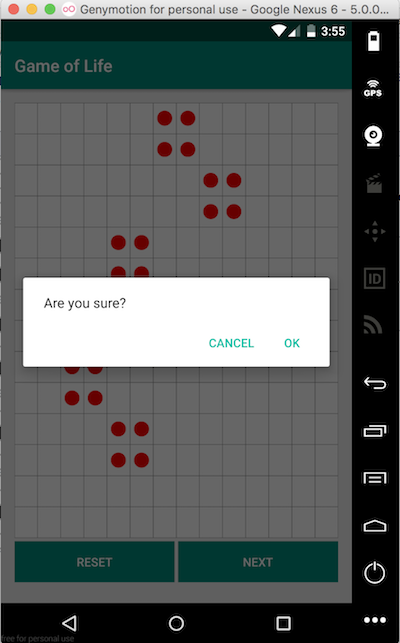 Genymotion for personal use - Google Nexus 6 - 5.0.0...
3:55
GPS
Game of Life
Are you sure?
CANCEL OK
ID
RESET NEXT
free for personal use